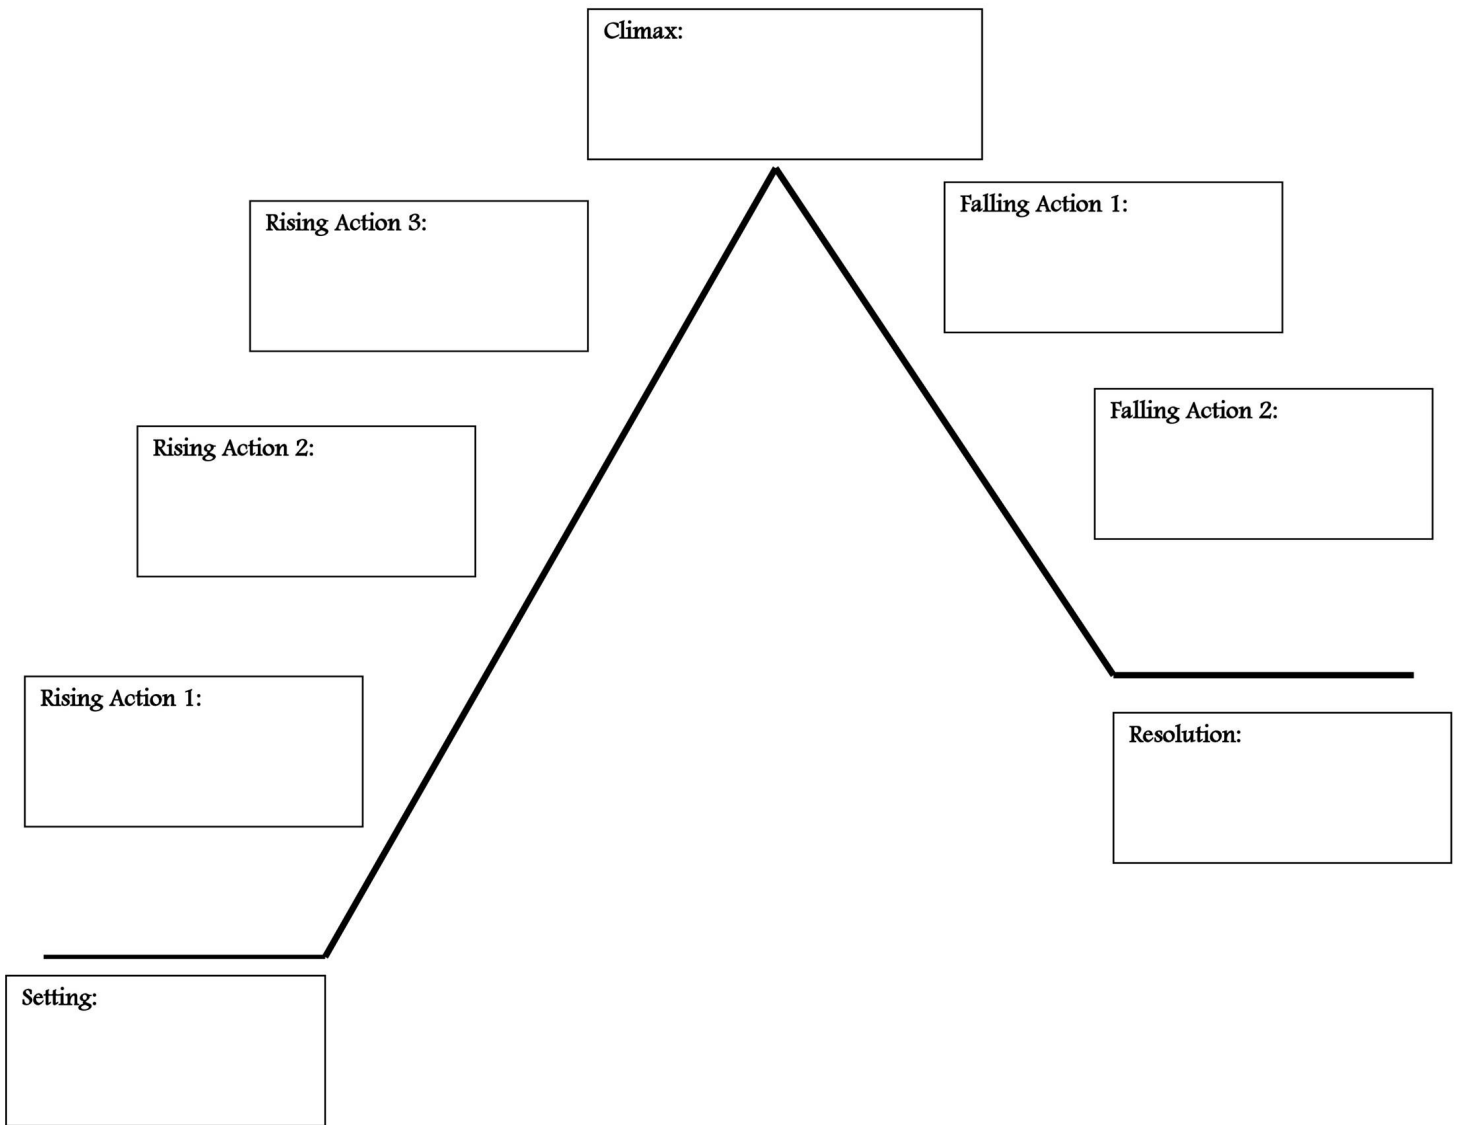 Climax:
Rising Action 3:
Falling Action 1:
Falling Action 2:
Rising Action 2:
Rising Action 1:
Resolution:
Setting: